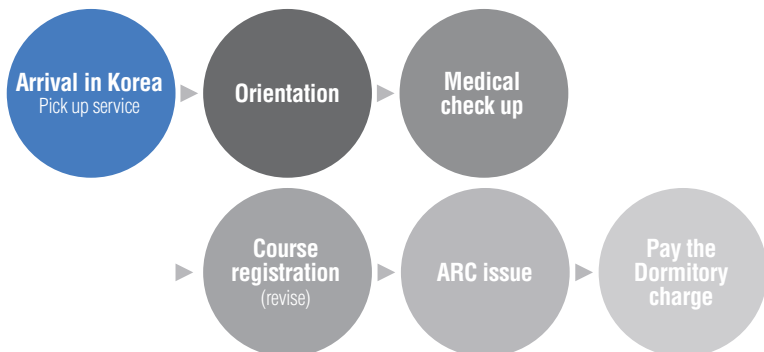 Arrival in Korea
Pick up service
Orientation
Medical
check up
Course
registration
(revise)
ARC issue
Pay the
Dormitory
charge